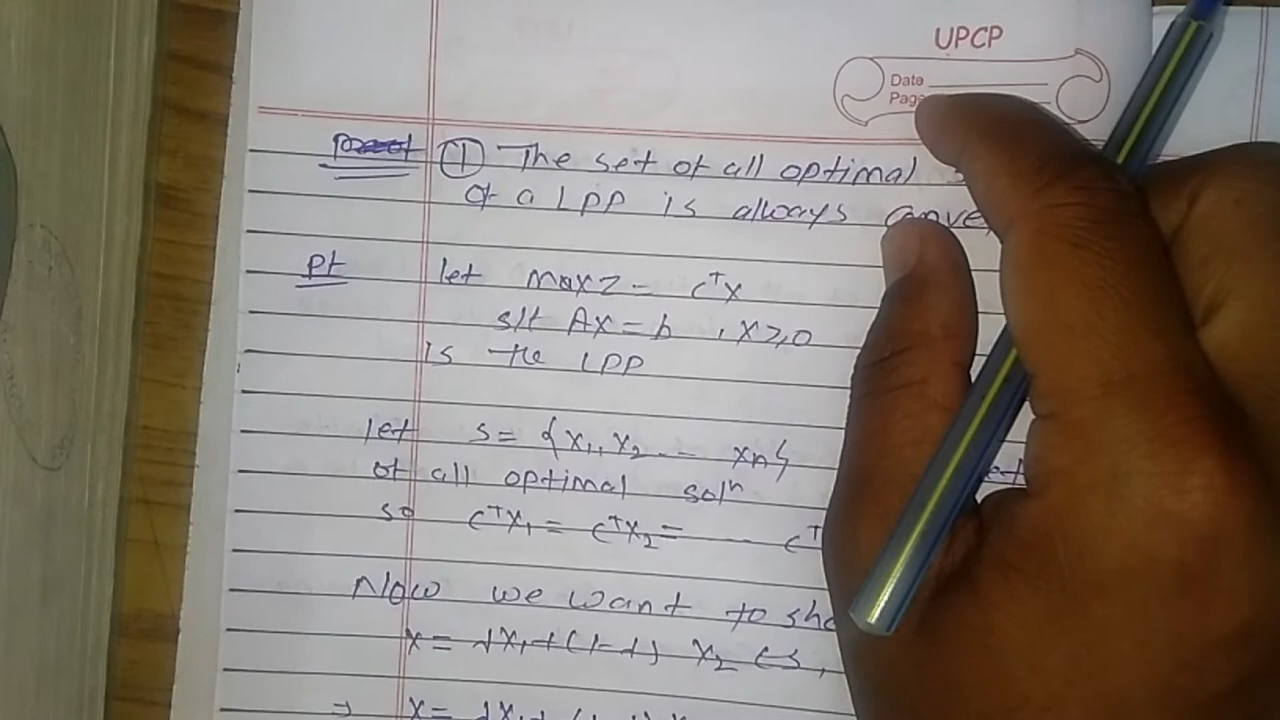 UPCP
Date
Page
① The set of all optimal
of a LPP is always conve
Pf let max Z = cᵀx
s/t AX = b , X ≥ 0
is the LPP
let S = {x₁, x₂ -- xn}
of all optimal solⁿ
so cᵀx₁ = cᵀx₂ = -- cᵀ
Now we want to sho
x = λx₁ + (1-λ) x₂ ∈ S,
⇒ x = λx₁ +